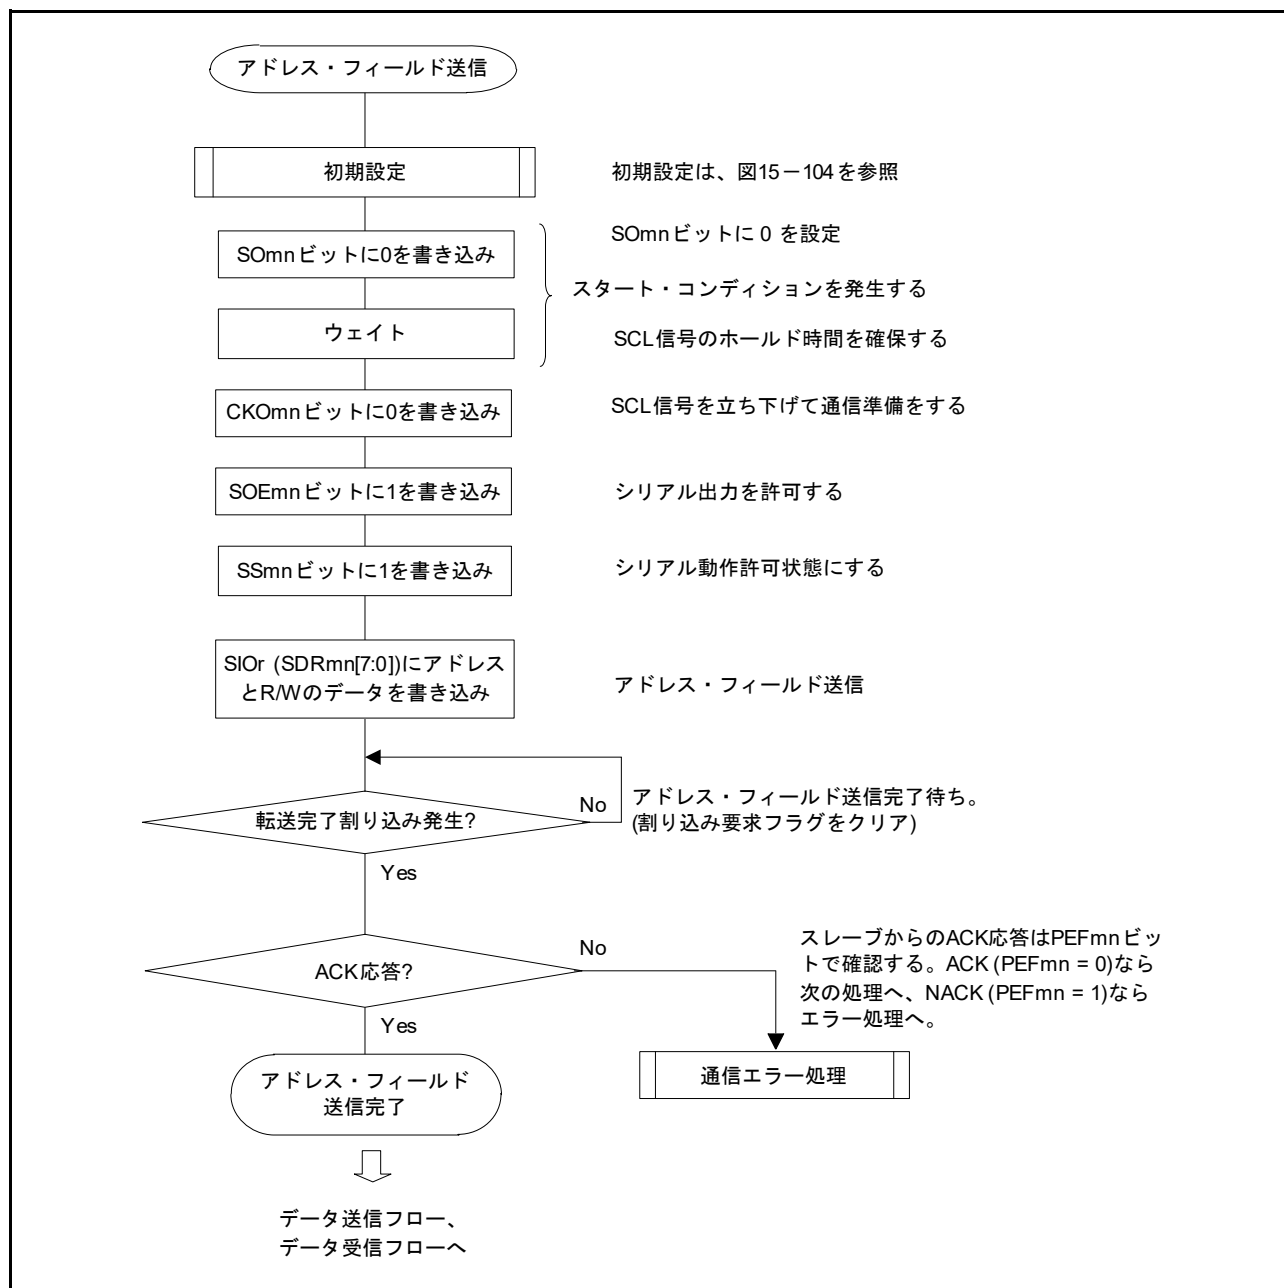 アドレス・フィールド送信
初期設定
初期設定は、図15－104を参照
SOmnビットに0を書き込み
SOmnビットに 0 を設定
スタート・コンディションを発生する
ウェイト
SCL信号のホールド時間を確保する
CKOmnビットに0を書き込み
SCL信号を立ち下げて通信準備をする
SOEmnビットに1を書き込み
シリアル出力を許可する
SSmnビットに1を書き込み
シリアル動作許可状態にする
SIOr (SDRmn[7:0])にアドレス
とR/Wのデータを書き込み
アドレス・フィールド送信
転送完了割り込み発生?
No
アドレス・フィールド送信完了待ち。
(割り込み要求フラグをクリア)
Yes
ACK応答?
No
スレーブからのACK応答はPEFmnビッ
トで確認する。ACK (PEFmn = 0)なら
次の処理へ、NACK (PEFmn = 1)なら
エラー処理へ。
Yes
通信エラー処理
アドレス・フィールド
送信完了
データ送信フロー、
データ受信フローへ